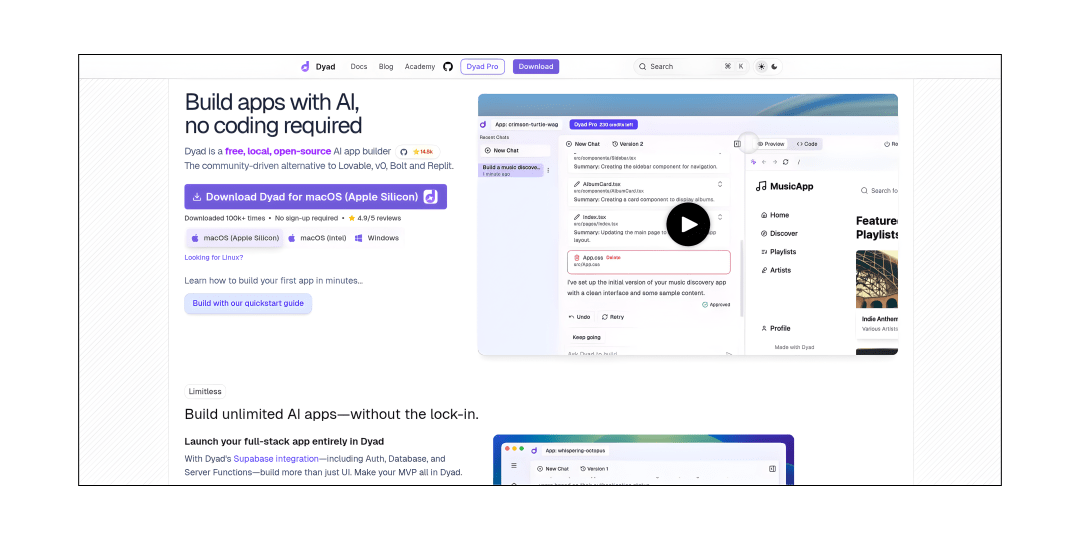 Dyad Docs Blog Academy Dyad Pro Download Search ⌘ K
Build apps with AI,
no coding required
Dyad is a free, local, open-source AI app builder 14.5k
The community-driven alternative to Lovable, v0, Bolt and Replit.
Download Dyad for macOS (Apple Silicon)
Downloaded 100k+ times • No sign-up required • ⭐ 4.9/5 reviews
macOS (Apple Silicon) macOS (Intel) Windows
Looking for Linux?
Learn how to build your first app in minutes...
Build with our quickstart guide
App: crimson-turtle-wag Dyad Pro 230 credits left
Recent Chats
New Chat
Build a music discove...
1 minute ago
New Chat Version 2
src/components/Sidebar.tsx
Summary: Creating the sidebar component for navigation.
AlbumCard.tsx
src/components/AlbumCard.tsx
Summary: Creating a card component to display albums.
Index.tsx
src/pages/Index.tsx
Summary: Updating the main page to app
layout.
App.css Delete
src/App.css
I've set up the initial version of your music discovery app
with a clean interface and some sample content.
Approved
Undo Retry
Keep going
Ask Dyad to build
Preview Code Re
/
MusicApp
Search fo
Home
Discover
Playlists
Artists
Profile
Made with Dyad
Feature
Playlists
Indie Anthem
Various Artists
Limitless
Build unlimited AI apps—without the lock-in.
Launch your full-stack app entirely in Dyad
With Dyad's Supabase integration—including Auth, Database, and
Server Functions—build more than just UI. Make your MVP all in Dyad.
App: whispering-octopus
New Chat Version 1